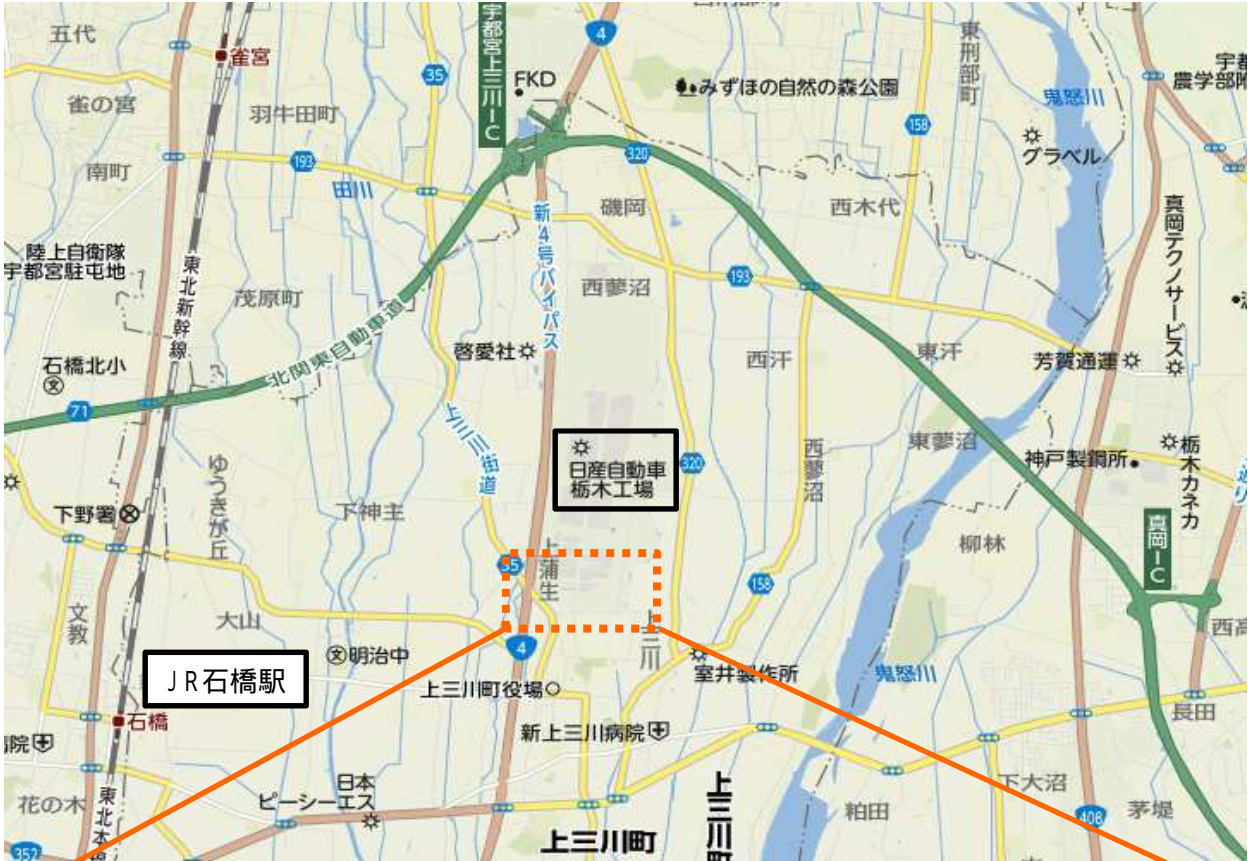 五代
雀宮
宇都宮上三川IC
4
35
FKD
みずほの自然の森公園
東刑部町
鬼怒川
雀の宮
羽牛田町
158
グラベル
193
320
南町
田川
磯岡
西木代
新4号バイパス
真岡テクノサービス
陸上自衛隊
宇都宮駐屯地
東北新幹線
茂原町
西蓼沼
193
北関東自動車道
啓愛社
西汗
東汗
芳賀通運
石橋北小
文
71
上三川街道
日産自動車
栃木工場
320
西蓼沼
東蓼沼
神戸製鋼所
栃木カネカ
ゆうきが丘
下野署
下神主
柳林
真岡IC
上蒲生
35
158
文教
大山
4
上三川
西高
JR石橋駅
文明治中
上三川町役場
室井製作所
鬼怒川
石橋
新上三川病院
長田
花の木
東北本線
日本
ピーシーエス
上三川町
粕田
下大沼
茅堤
408
352
上三川町